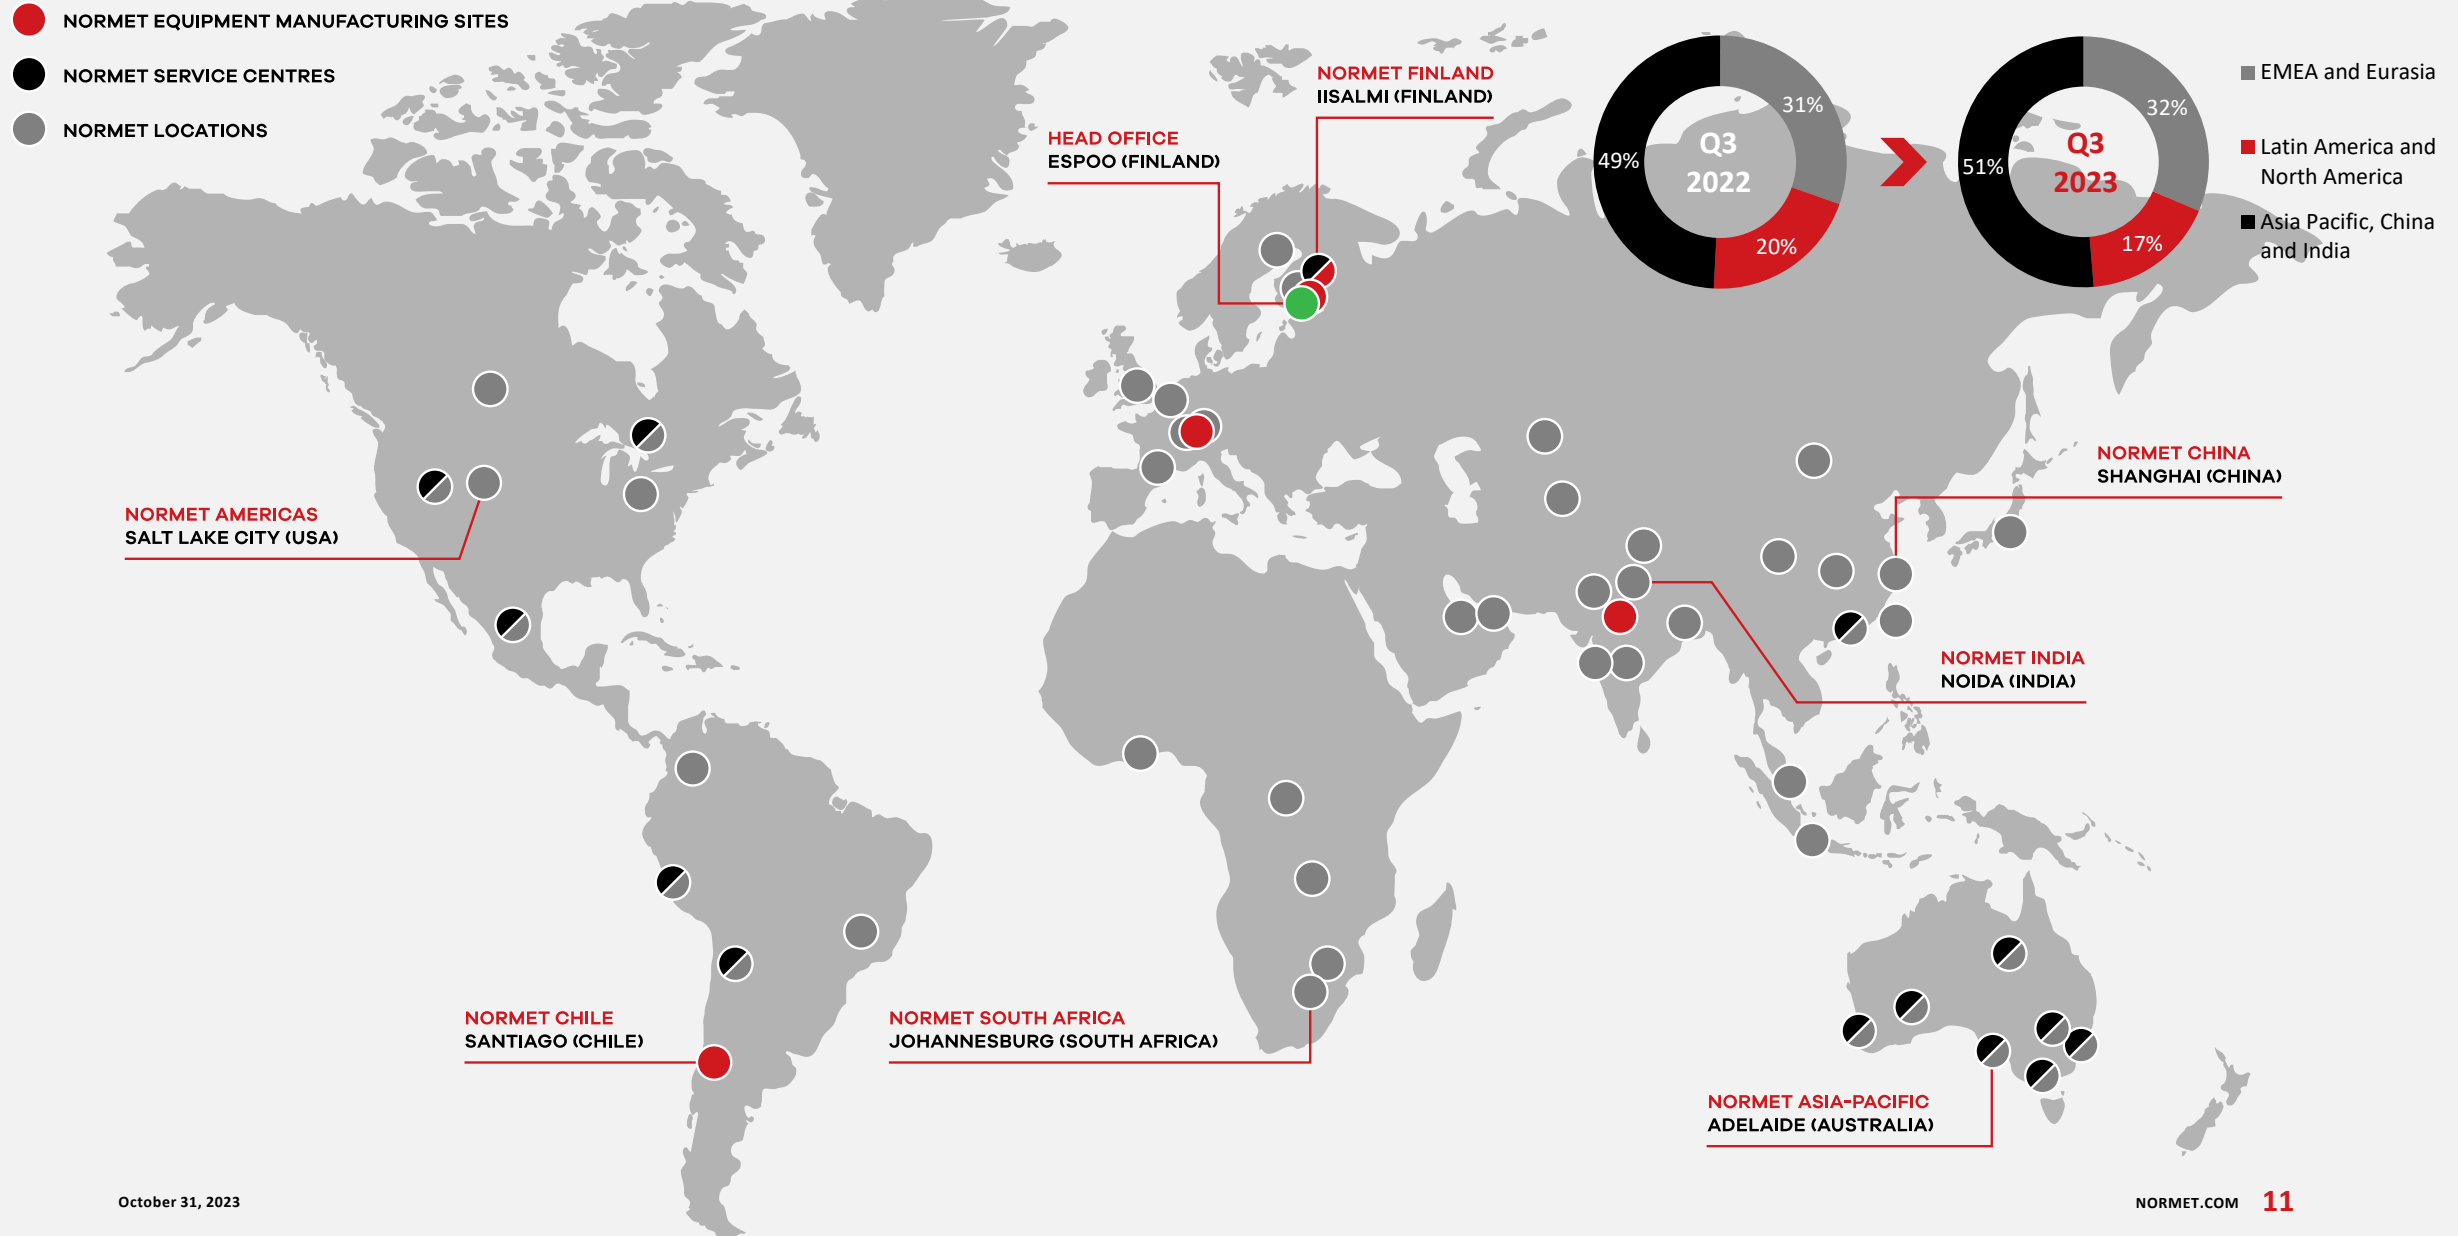 NORMET EQUIPMENT MANUFACTURING SITES
NORMET SERVICE CENTRES
NORMET LOCATIONS
NORMET FINLAND
IISALMI (FINLAND)
HEAD OFFICE
ESPOO (FINLAND)
31%
49%
Q3
2022
20%
32%
51%
Q3
2023
17%
EMEA and Eurasia
Latin America and
North America
Asia Pacific, China
and India
NORMET AMERICAS
SALT LAKE CITY (USA)
NORMET CHINA
SHANGHAI (CHINA)
NORMET INDIA
NOIDA (INDIA)
NORMET CHILE
SANTIAGO (CHILE)
NORMET SOUTH AFRICA
JOHANNESBURG (SOUTH AFRICA)
NORMET ASIA-PACIFIC
ADELAIDE (AUSTRALIA)
October 31, 2023
NORMET.COM 11